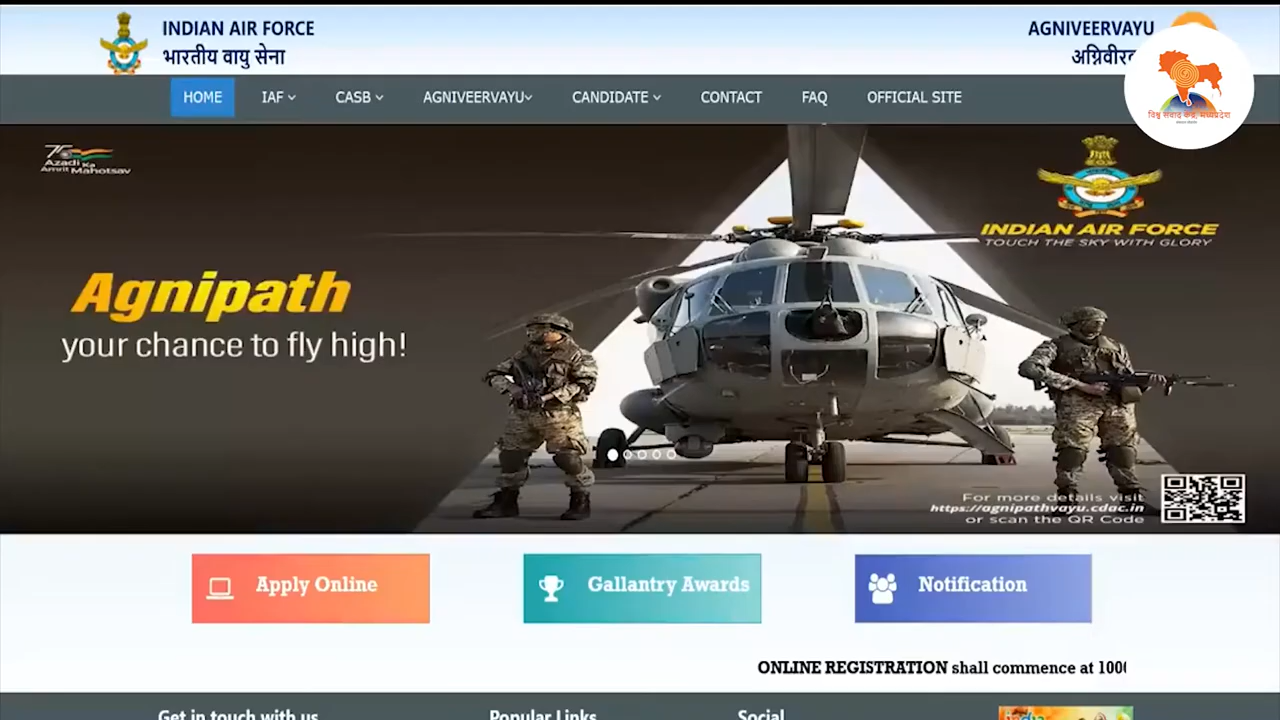 INDIAN AIR FORCE
भारतीय वायु सेना
AGNIVEERVAYU
HOME
IAF
CASB
AGNIVEERVAYU
CANDIDATE
CONTACT
FAQ
OFFICIAL SITE
विश्व संवाद केंद्र, मध्यप्रदेश
Azadi Ka
Amrit Mahotsav
INDIAN AIR FORCE
TOUCH THE SKY WITH GLORY
Agnipath
your chance to fly high!
For more details visit
https://agnipathvayu.cdac.in
or scan the QR Code
Apply Online
Gallantry Awards
Notification
ONLINE REGISTRATION shall commence at 100
Get in touch with us
Popular Links
Social